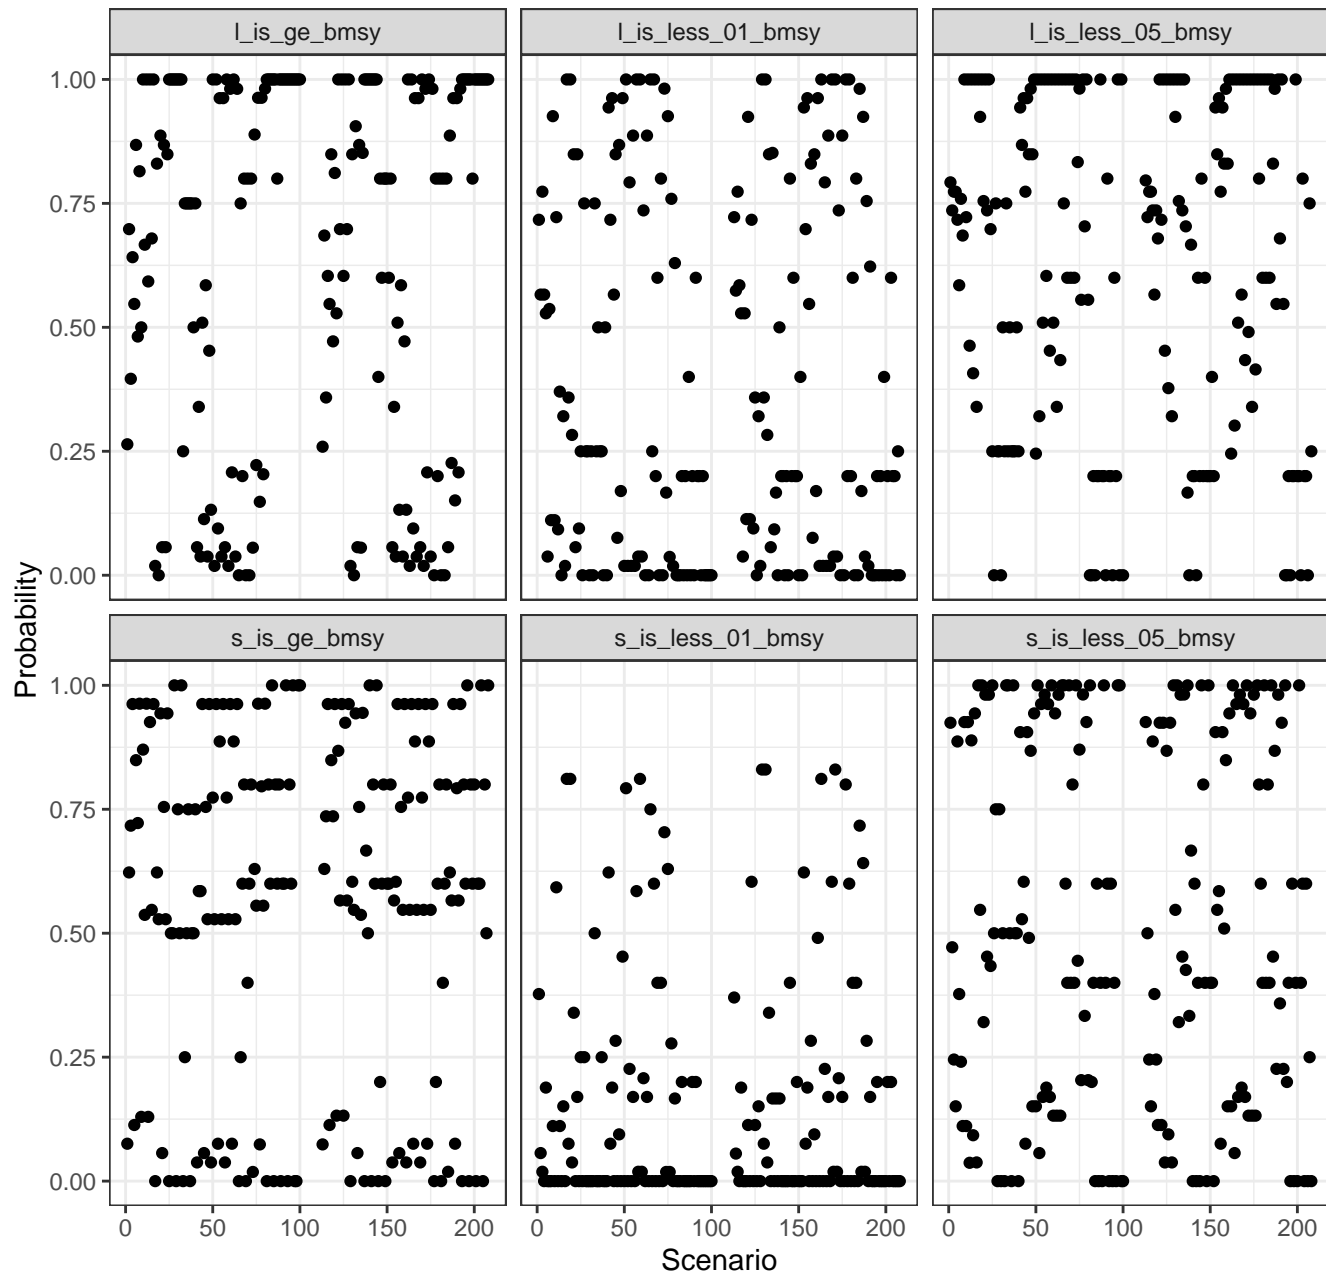 l_is_ge_bmsy l_is_less_01_bmsy l_is_less_05_bmsy
1.00
0.75
0.50
0.25
0.00
Probability
s_is_ge_bmsy s_is_less_01_bmsy s_is_less_05_bmsy
1.00
0.75
0.50
0.25
0.00
0 50 100 150 200 0 50 100 150 200 0 50 100 150 200
Scenario